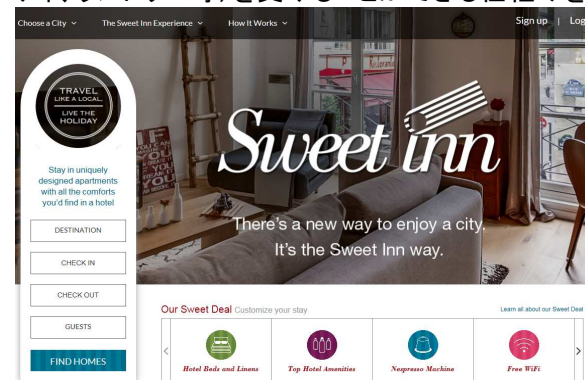 Choose a City
The Sweet Inn Experience
How It Works
Sign up | Log
TRAVEL
LIKE A LOCAL.
LIVE THE
HOLIDAY
Sweet inn
Stay in uniquely
designed apartments
with all the comforts
you'd find in a hotel
There's a new way to enjoy a city.
It's the Sweet Inn way.
DESTINATION
CHECK IN
CHECK OUT
GUESTS
FIND HOMES
Our Sweet Deal Customize your stay
Learn all about our Sweet Deal
Hotel Beds and Linens
Top Hotel Amenities
Nespresso Machine
Free WiFi